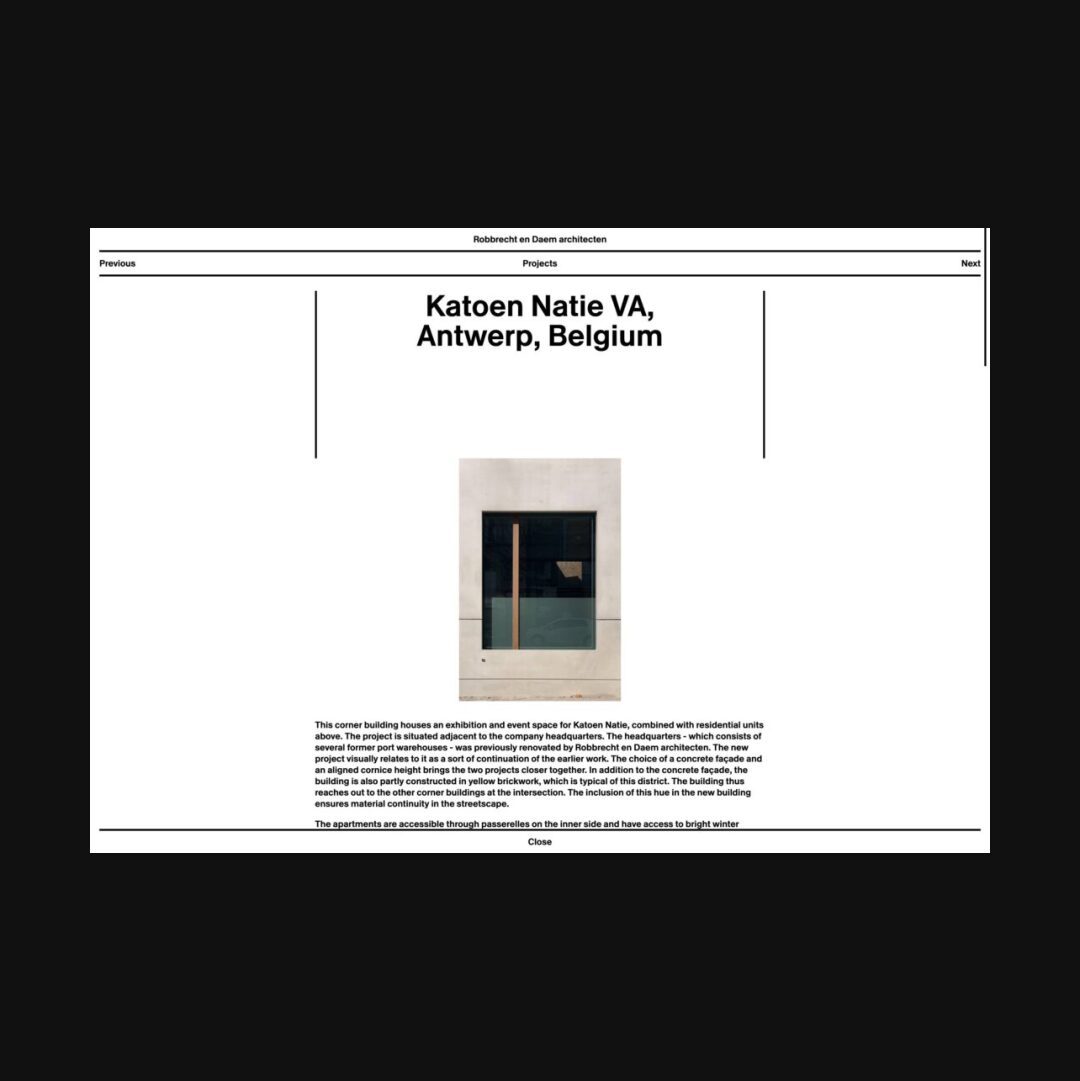 Robbrecht en Daem architecten
Previous
Projects
Next
Katoen Natie VA,
Antwerp, Belgium
This corner building houses an exhibition and event space for Katoen Natie, combined with residential units
above. The project is situated adjacent to the company headquarters. The headquarters - which consists of
several former port warehouses - was previously renovated by Robbrecht en Daem architecten. The new
project visually relates to it as a sort of continuation of the earlier work. The choice of a concrete façade and
an aligned cornice height brings the two projects closer together. In addition to the concrete façade, the
building is also partly constructed in yellow brickwork, which is typical of this district. The building thus
reaches out to the other corner buildings at the intersection. The inclusion of this hue in the new building
ensures material continuity in the streetscape.
The apartments are accessible through passerelles on the inner side and have access to bright winter
Close